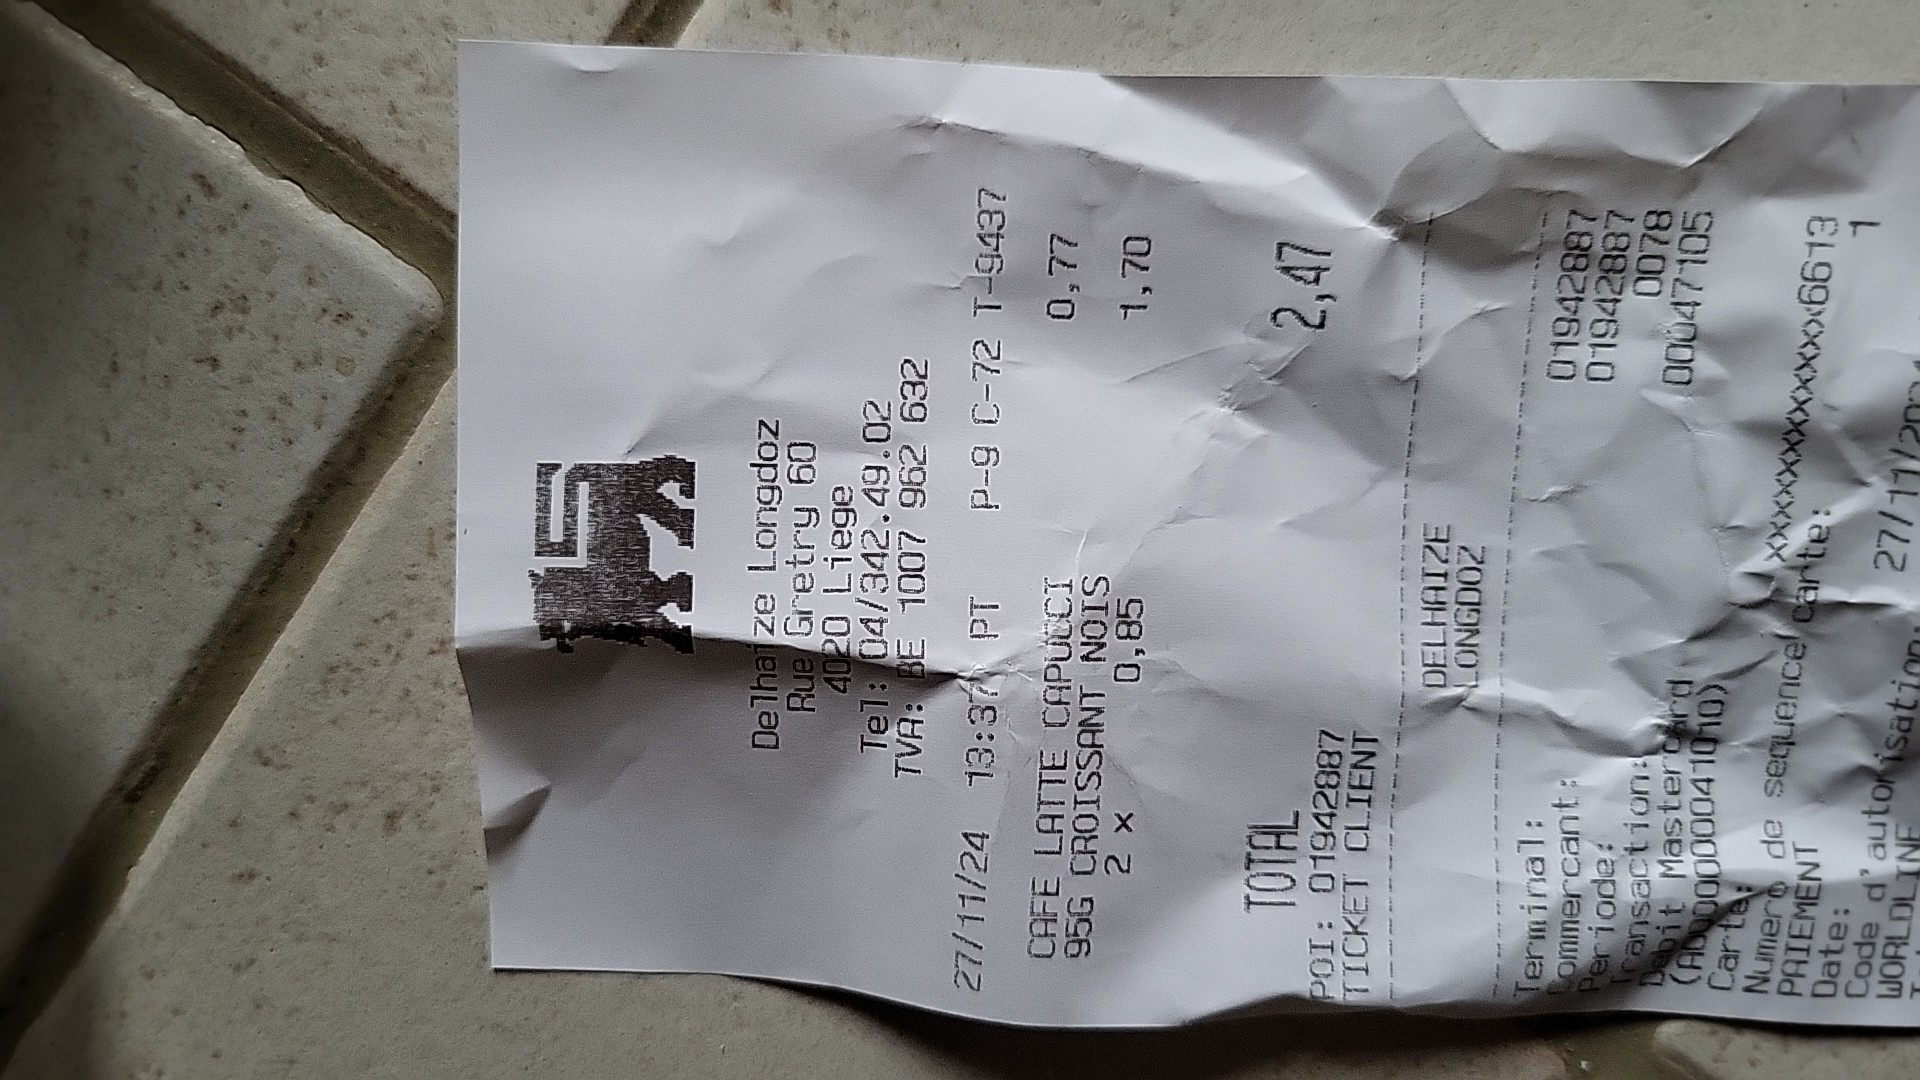 Delhaize Longdoz
Rue Gretry 60
4020 Liege
Tel: 04/342.49.02
TVA: BE 1007 962 632
27/11/24 13:37 PT P-9 C-72 T-9437
CAFE LATTE CAPUCCI 0,77
95G CROISSANT NOIS
2 x 0,85 1,70
TOTAL 2,47
POI: 01942887
TICKET CLIENT
DELHAIZE
LONGDOZ
Terminal: 01942887
Commercant: 01942887
Periode: 0078
Transaction: 00047105
Debit Mastercard
(A0000000041010)
Carte: xxxxxxxxxxxxxxx6613
Numero de sequence carte: 1
PAIEMENT
Date: 27/11/2024
Code d'autorisation:
WORLDLINE